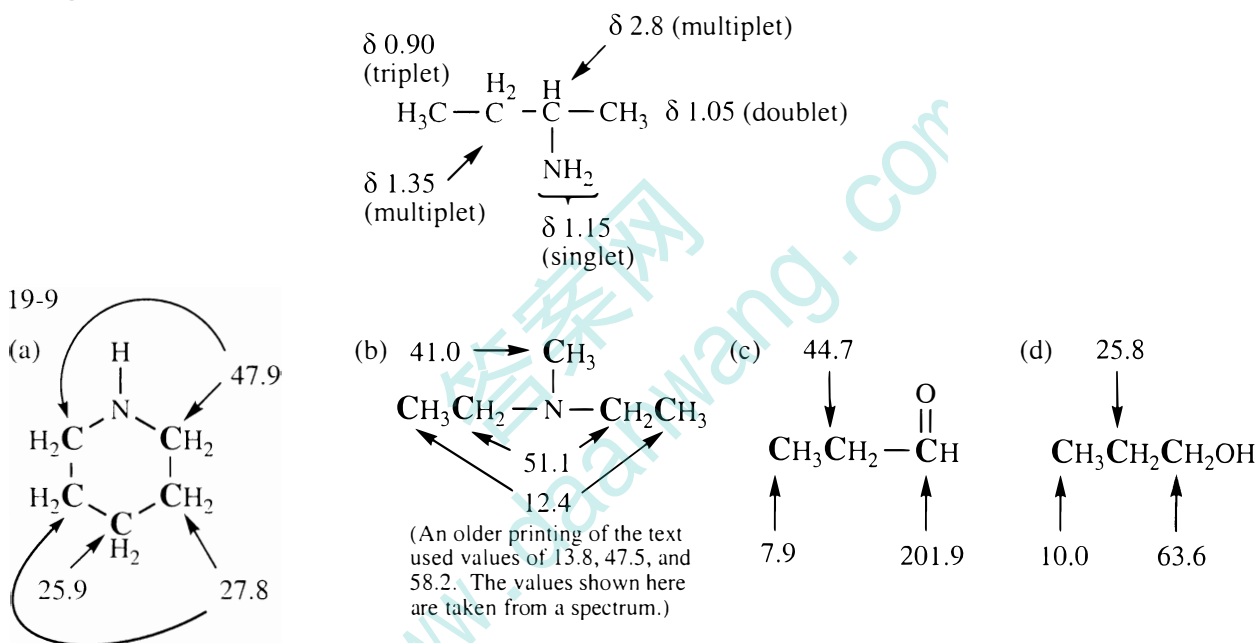 δ 2.8 (multiplet)
δ 0.90
(triplet)
H₂ H
H₃C — C — C — CH₃ δ 1.05 (doublet)
NH₂
δ 1.35
(multiplet)
δ 1.15
(singlet)
19-9
(a)
H
N
47.9
H₂C CH₂
H₂C CH₂
C
H₂
25.9
27.8
(b) 41.0 CH₃
CH₃CH₂ — N — CH₂CH₃
51.1
12.4
(An older printing of the text
used values of 13.8, 47.5, and
58.2. The values shown here
are taken from a spectrum.)
(c) 44.7
O
CH₃CH₂ — CH
7.9 201.9
(d) 25.8
CH₃CH₂CH₂OH
10.0 63.6
答案网
www.daanwang.com